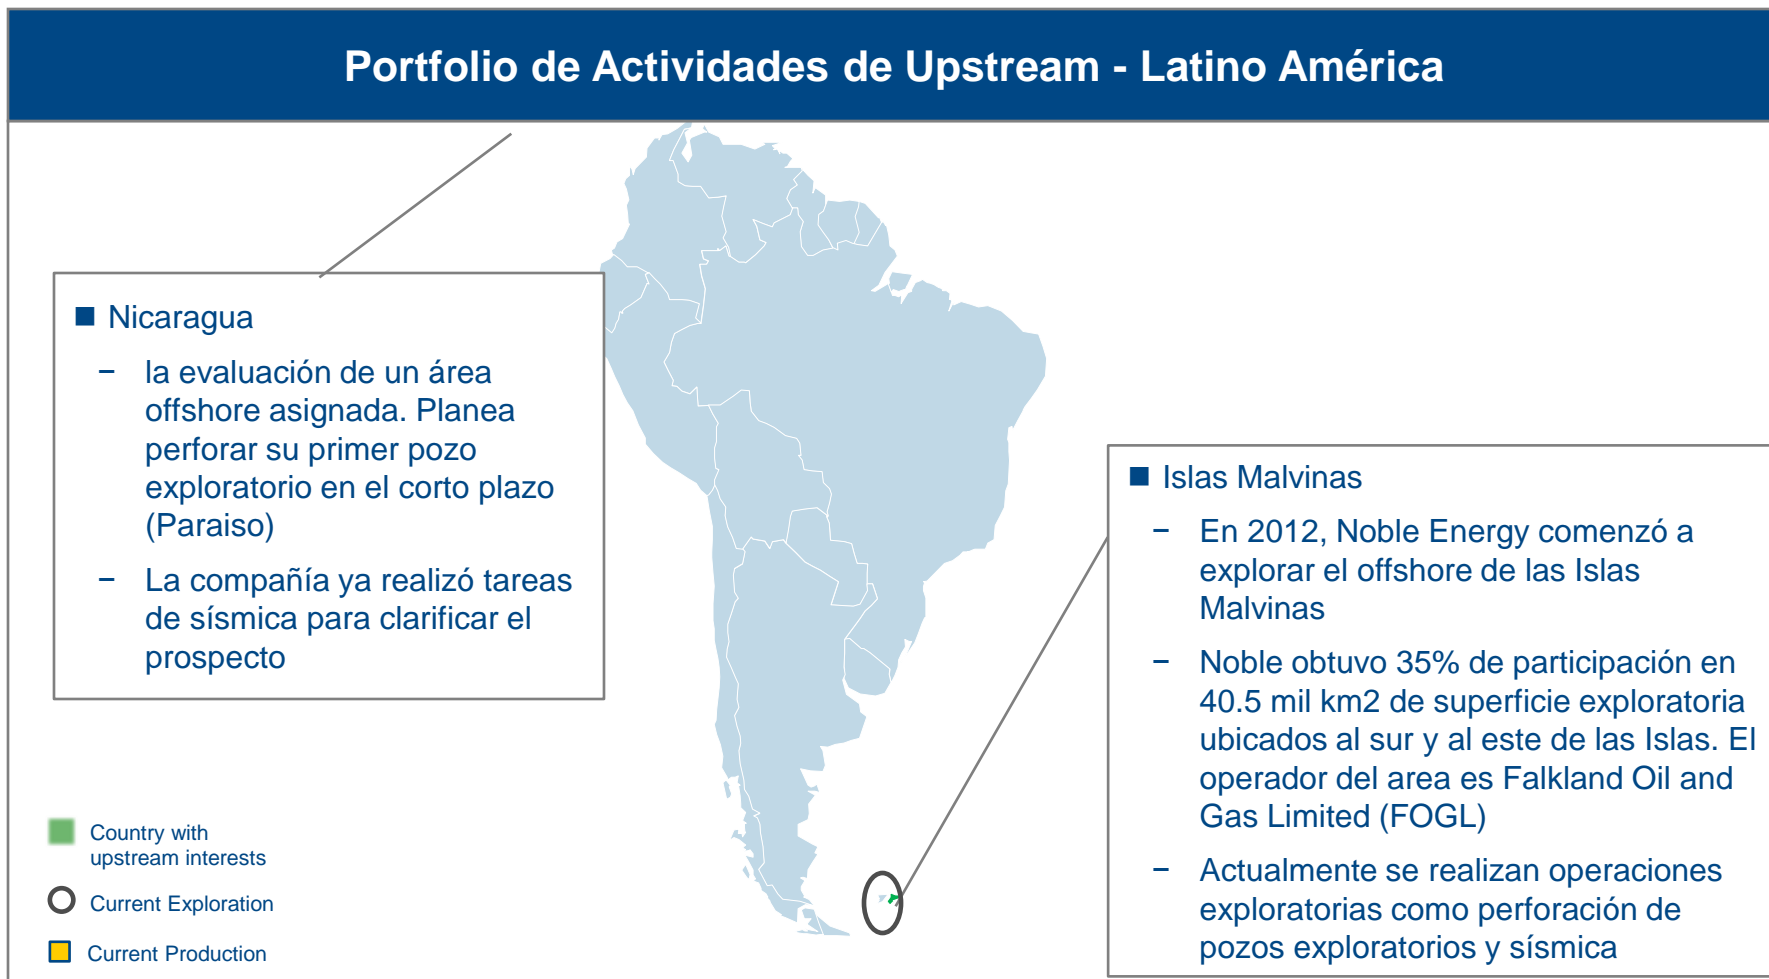 Portfolio de Actividades de Upstream - Latino América
■ Nicaragua
− la evaluación de un área
offshore asignada. Planea
perforar su primer pozo
exploratorio en el corto plazo
(Paraiso)
− La compañía ya realizó tareas
de sísmica para clarificar el
prospecto
■ Islas Malvinas
− En 2012, Noble Energy comenzó a
explorar el offshore de las Islas
Malvinas
− Noble obtuvo 35% de participación en
40.5 mil km2 de superficie exploratoria
ubicados al sur y al este de las Islas. El
operador del area es Falkland Oil and
Gas Limited (FOGL)
− Actualmente se realizan operaciones
exploratorias como perforación de
pozos exploratorios y sísmica
Country with
upstream interests
Current Exploration
Current Production